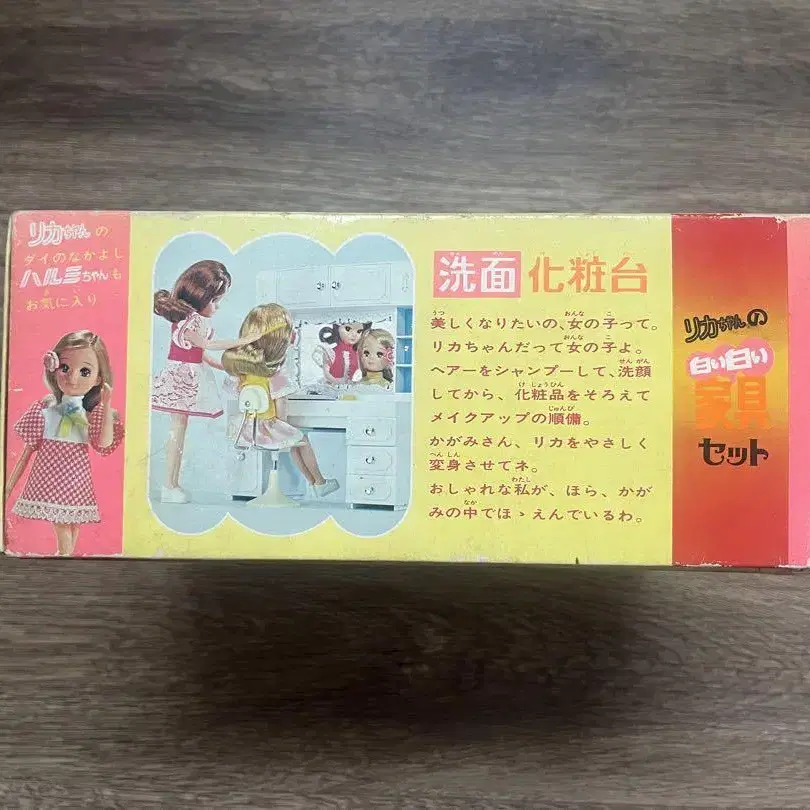 リカちゃんの
ダイのなかよし
ハルミちゃんも
お気に入り
洗面化粧台
美しくなりたいの、女の子って。
リカちゃんだって女の子よ。
ヘアーをシャンプーして、洗顔
してから、化粧品をそろえて
メイクアップの順備。
かがみさん、リカをやさしく
変身させてネ。
おしゃれな私が、ほら、かが
みの中でほゝえんでいるわ。
リカちゃんの
白い白い
家具
セット